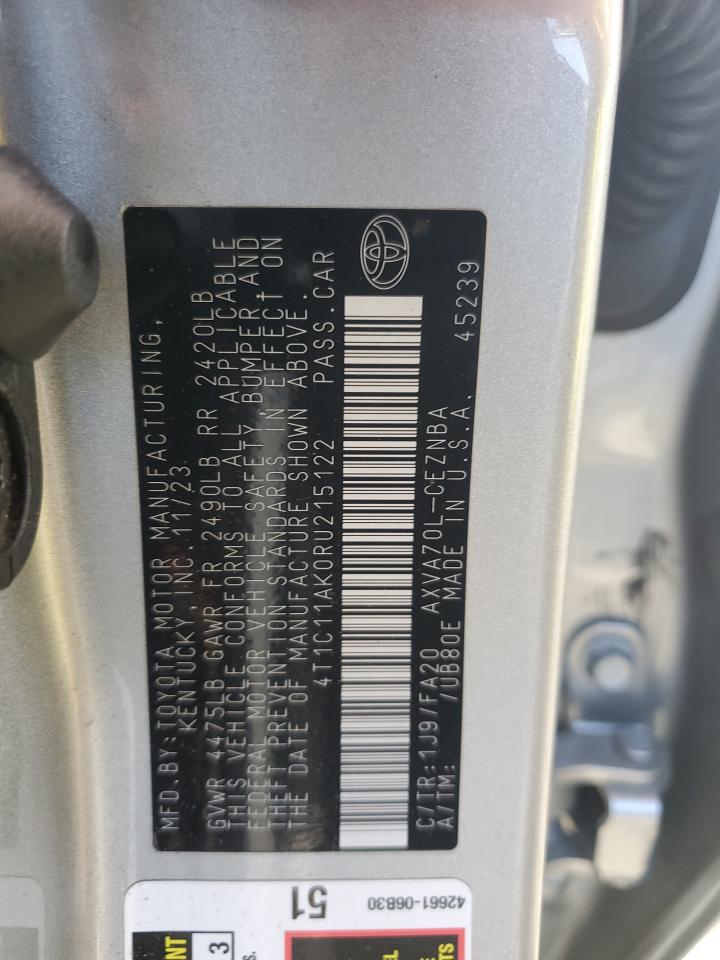 MFD.BY:TOYOTA MOTOR MANUFACTURING,
KENTUCKY, INC.11/23
GVWR 4475LB GAWR FR 2490LB RR 2420LB
THIS VEHICLE CONFORMS TO ALL APPLICABLE
FEDERAL MOTOR VEHICLE SAFETY, BUMPER, AND
THEFT PREVENTION STANDARDS IN EFFECT ON
THE DATE OF MANUFACTURE SHOWN ABOVE.
4T1C11AK0RU215122 PASS.CAR
C/TR:1J9/FA20 AXVA70L-CEZNBA
A/TM: /UB80E MADE IN U.S.A. 45239
51
42661-06B30
3